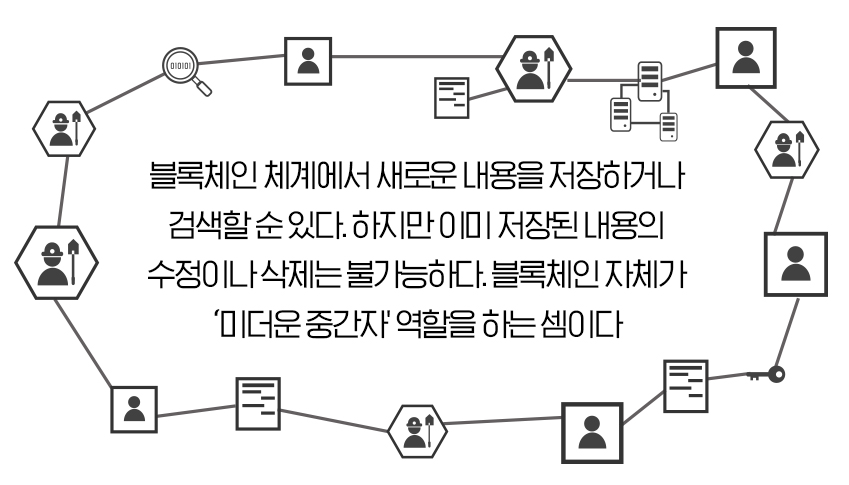 010101
블록체인 체계에서 새로운 내용을 저장하거나
검색할 순 있다. 하지만 이미 저장된 내용의
수정이나 삭제는 불가능하다. 블록체인 자체가
‘미더운 중간자' 역할을 하는 셈이다